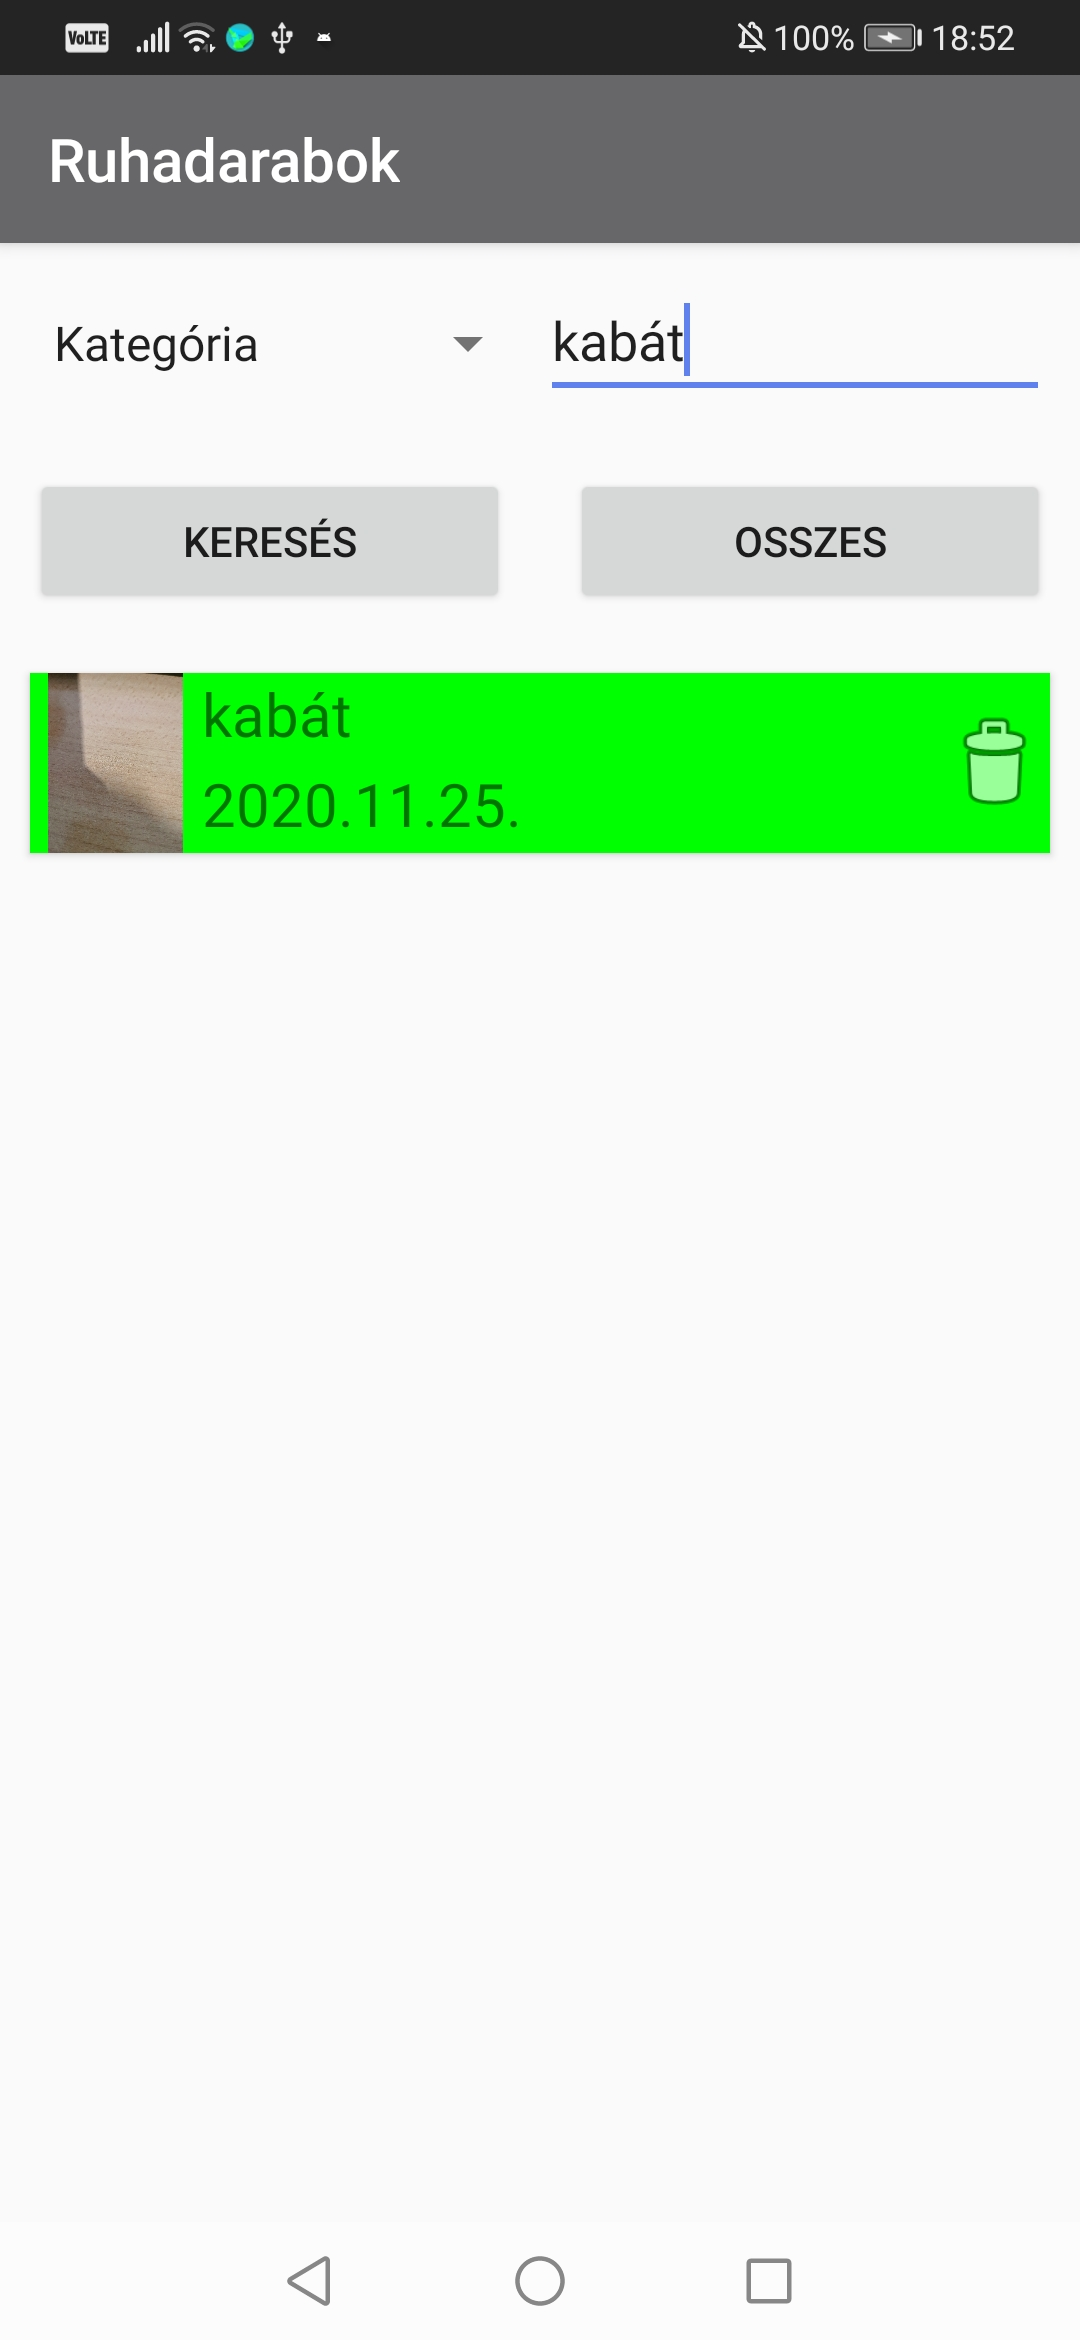 VoLTE 100% 18:52
Ruhadarabok
Kategória kabát
KERESÉS OSSZES
kabát
2020.11.25.